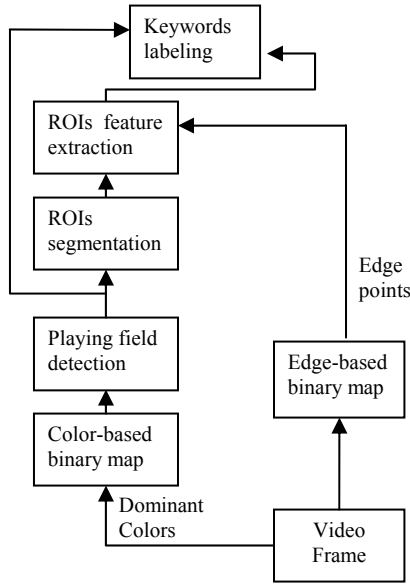 Keywords
labeling
ROIs feature
extraction
ROIs
segmentation
Edge
points
Playing field
detection
Edge-based
binary map
Color-based
binary map
Dominant
Colors
Video
Frame